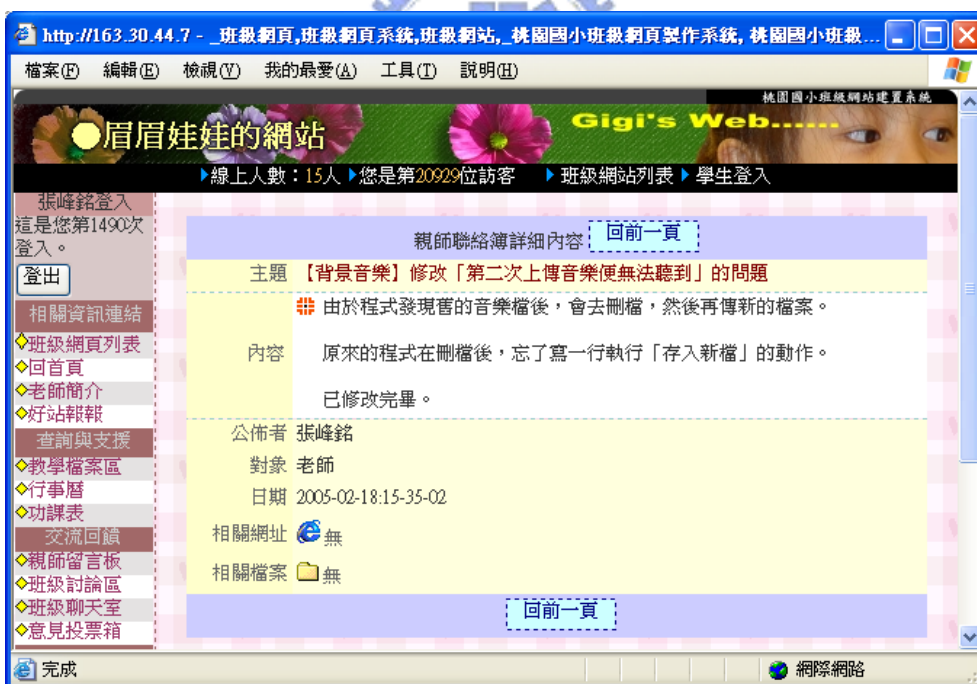 http://163.30.44.7 - _班級網頁,班級網頁系統,班級網站,_桃園國小班級網頁製作系統, 桃園國小班級...
檔案(F) 編輯(E) 檢視(V) 我的最愛(A) 工具(T) 說明(H)
桃園國小班級網站建置系統
●眉眉娃娃的網站 Gigi's Web......
線上人數：15人 您是第20929位訪客 班級網站列表 學生登入
張峰銘登入
這是您第1490次
登入。
登出
相關資訊連結
班級網頁列表
回首頁
老師簡介
好站報報
查詢與支援
教學檔案區
行事曆
功課表
交流回饋
親師留言板
班級討論區
班級聊天室
意見投票箱
親師聯絡簿詳細內容 回前一頁
主題 【背景音樂】修改「第二次上傳音樂便無法聽到」的問題
內容 由於程式發現舊的音樂檔後，會去刪檔，然後再傳新的檔案。
原來的程式在刪檔後，忘了寫一行執行「存入新檔」的動作。
已修改完畢。
公佈者 張峰銘
對象 老師
日期 2005-02-18:15-35-02
相關網址 無
相關檔案 無
回前一頁
完成 網際網路